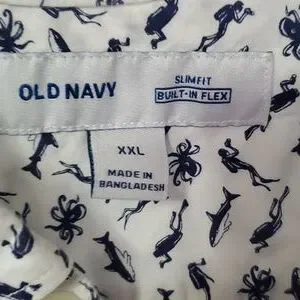 OLD NAVY
SLIM FIT
BUILT-IN FLEX
XXL
MADE IN
BANGLADESH